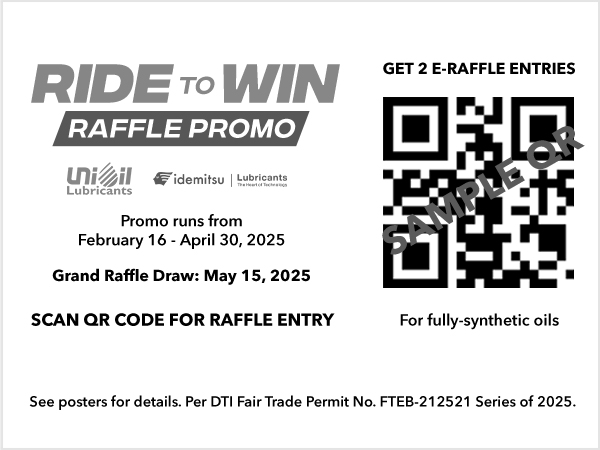 RIDE TO WIN
RAFFLE PROMO
UNIOIL
Lubricants
idemitsu | Lubricants
The Heart of Technology
Promo runs from
February 16 - April 30, 2025
Grand Raffle Draw: May 15, 2025
SCAN QR CODE FOR RAFFLE ENTRY
GET 2 E-RAFFLE ENTRIES
SAMPLE QR
For fully-synthetic oils
See posters for details. Per DTI Fair Trade Permit No. FTEB-212521 Series of 2025.